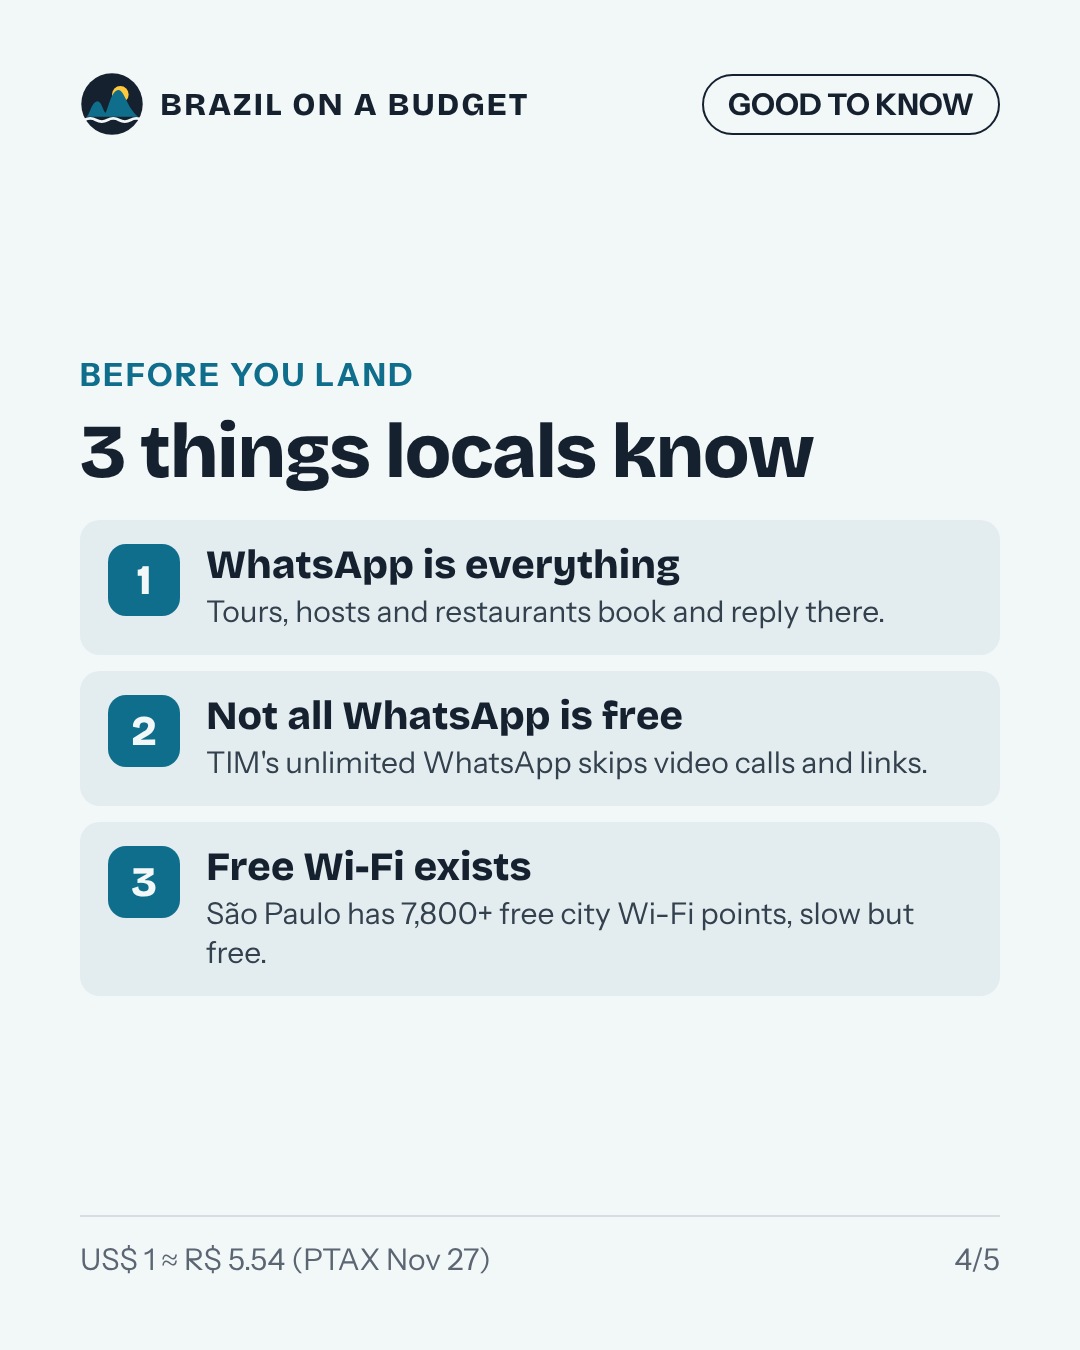 BRAZIL ON A BUDGET
GOOD TO KNOW
BEFORE YOU LAND
3 things locals know
1
WhatsApp is everything
Tours, hosts and restaurants book and reply there.
2
Not all WhatsApp is free
TIM's unlimited WhatsApp skips video calls and links.
3
Free Wi-Fi exists
São Paulo has 7,800+ free city Wi-Fi points, slow but
free.
US$ 1 ≈ R$ 5.54 (PTAX Nov 27)
4/5